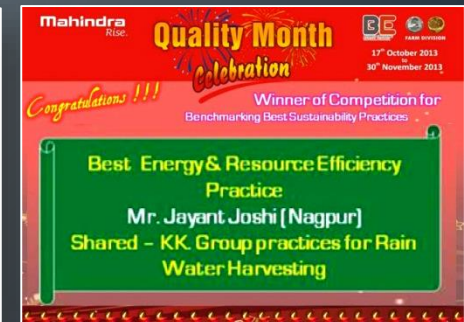 Mahindra
Rise.
Quality Month
Celebration
BE
FARM DIVISION
17th October 2013
to
30th November 2013
Congratulations !!!
Winner of Competition for
Benchmarking Best Sustainability Practices
Best Energy & Resource Efficiency
Practice
Mr. Jayant Joshi [Nagpur]
Shared – KK. Group practices for Rain
Water Harvesting